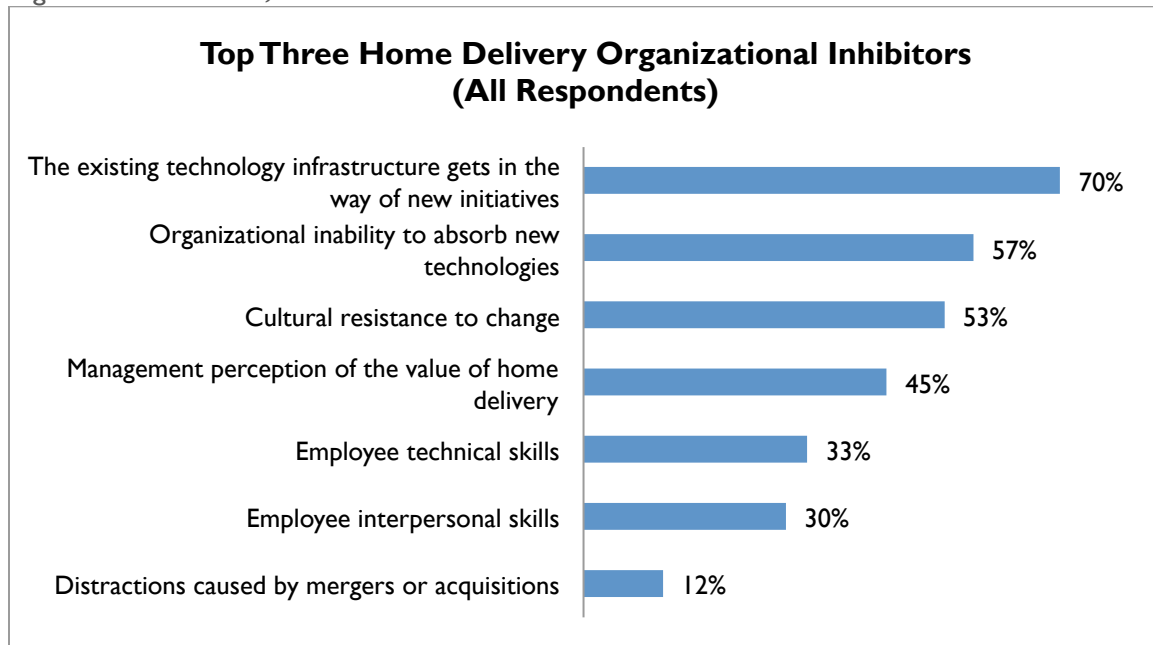 Top Three Home Delivery Organizational Inhibitors
(All Respondents)
The existing technology infrastructure gets in the
way of new initiatives
70%
Organizational inability to absorb new
technologies
57%
Cultural resistance to change
53%
Management perception of the value of home
delivery
45%
Employee technical skills
33%
Employee interpersonal skills
30%
Distractions caused by mergers or acquisitions
12%